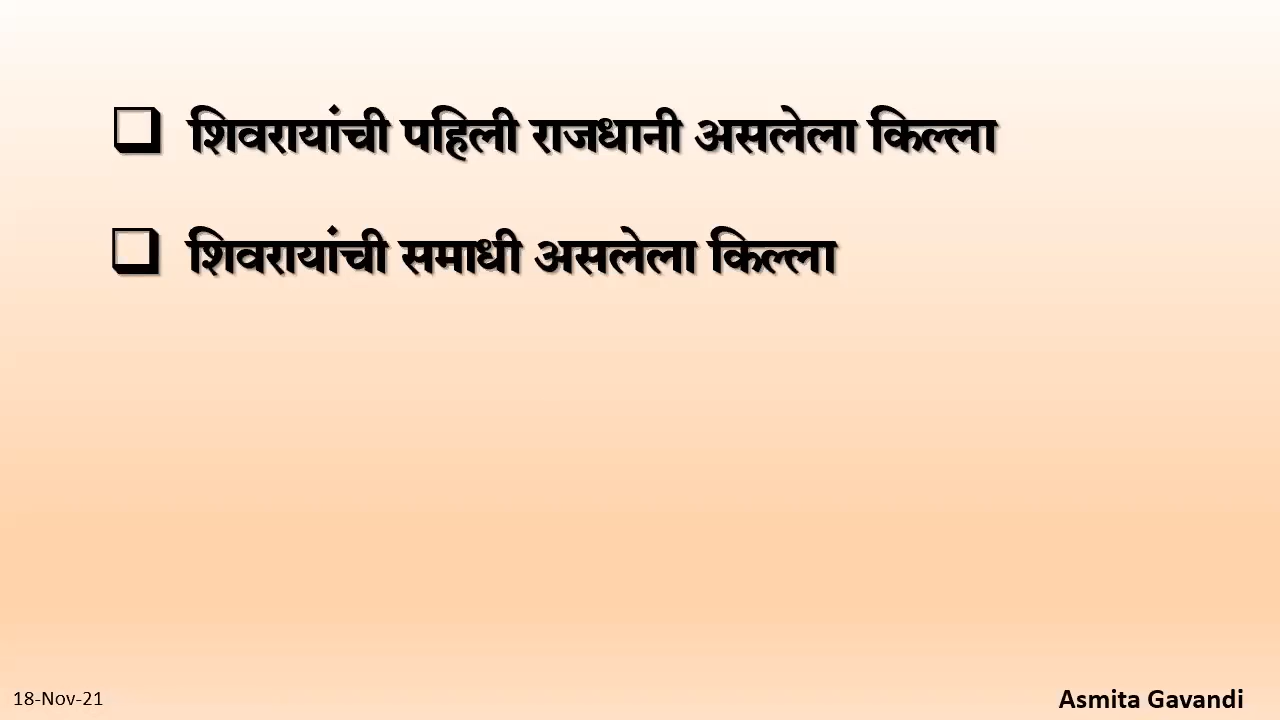 शिवरायांची पहिली राजधानी असलेला किल्ला
शिवरायांची समाधी असलेला किल्ला
18-Nov-21
Asmita Gavandi